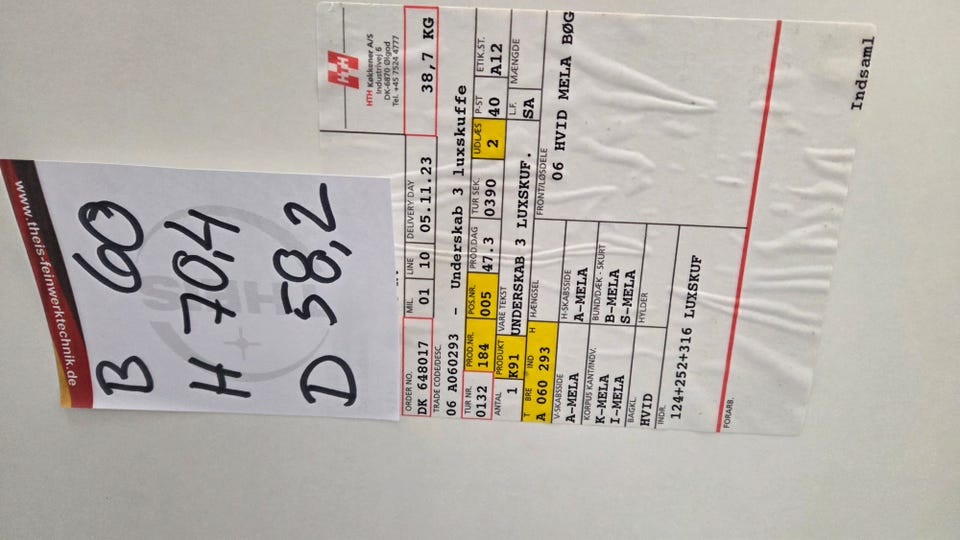 www.theis-feinwerktechnik.de
B 60
H 70,4
D 58,2
HTH
HTH Køkkener A/S
Industrivej 6
DK-6870 Ølgod
Tel. +45 7524 4777
ORDER NO. MIL LINE DELIVERY DAY
DK 648017 01 10 05.11.23 38,7 KG
TRADE CODE/DESC.
06 A060293 - Underskab 3 luxskuffe
TUR NR. PROD.NR. POS.NR. PROD.DAG TUR SEK. UDLÆS P-ST ETIK.ST.
0132 184 005 47.3 0390 2 40 A12
ANTAL PRODUKT VARE TEKST L.F. MÆNGDE
1 K91 UNDERSKAB 3 LUXSKUF. SA
T BRE IND H HÆNGSEL FRONT/LØSDELE
A 060 293 06 HVID MELA BØG
V-SKABSSIDE H-SKABSSIDE
A-MELA A-MELA
KORPUS KANT/INDV. BUND/DÆK - SKURT
K-MELA B-MELA
I-MELA S-MELA
BAGKL. HYLDER
HVID
INDR.
124+252+316 LUXSKUF
FORARB.
Indsaml